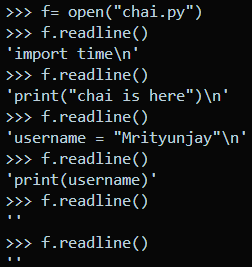 >>> f= open("chai.py")
>>> f.readline()
'import time\n'
>>> f.readline()
'print("chai is here")\n'
>>> f.readline()
'username = "Mrityunjay"\n'
>>> f.readline()
'print(username)'
>>> f.readline()
''
>>> f.readline()
''